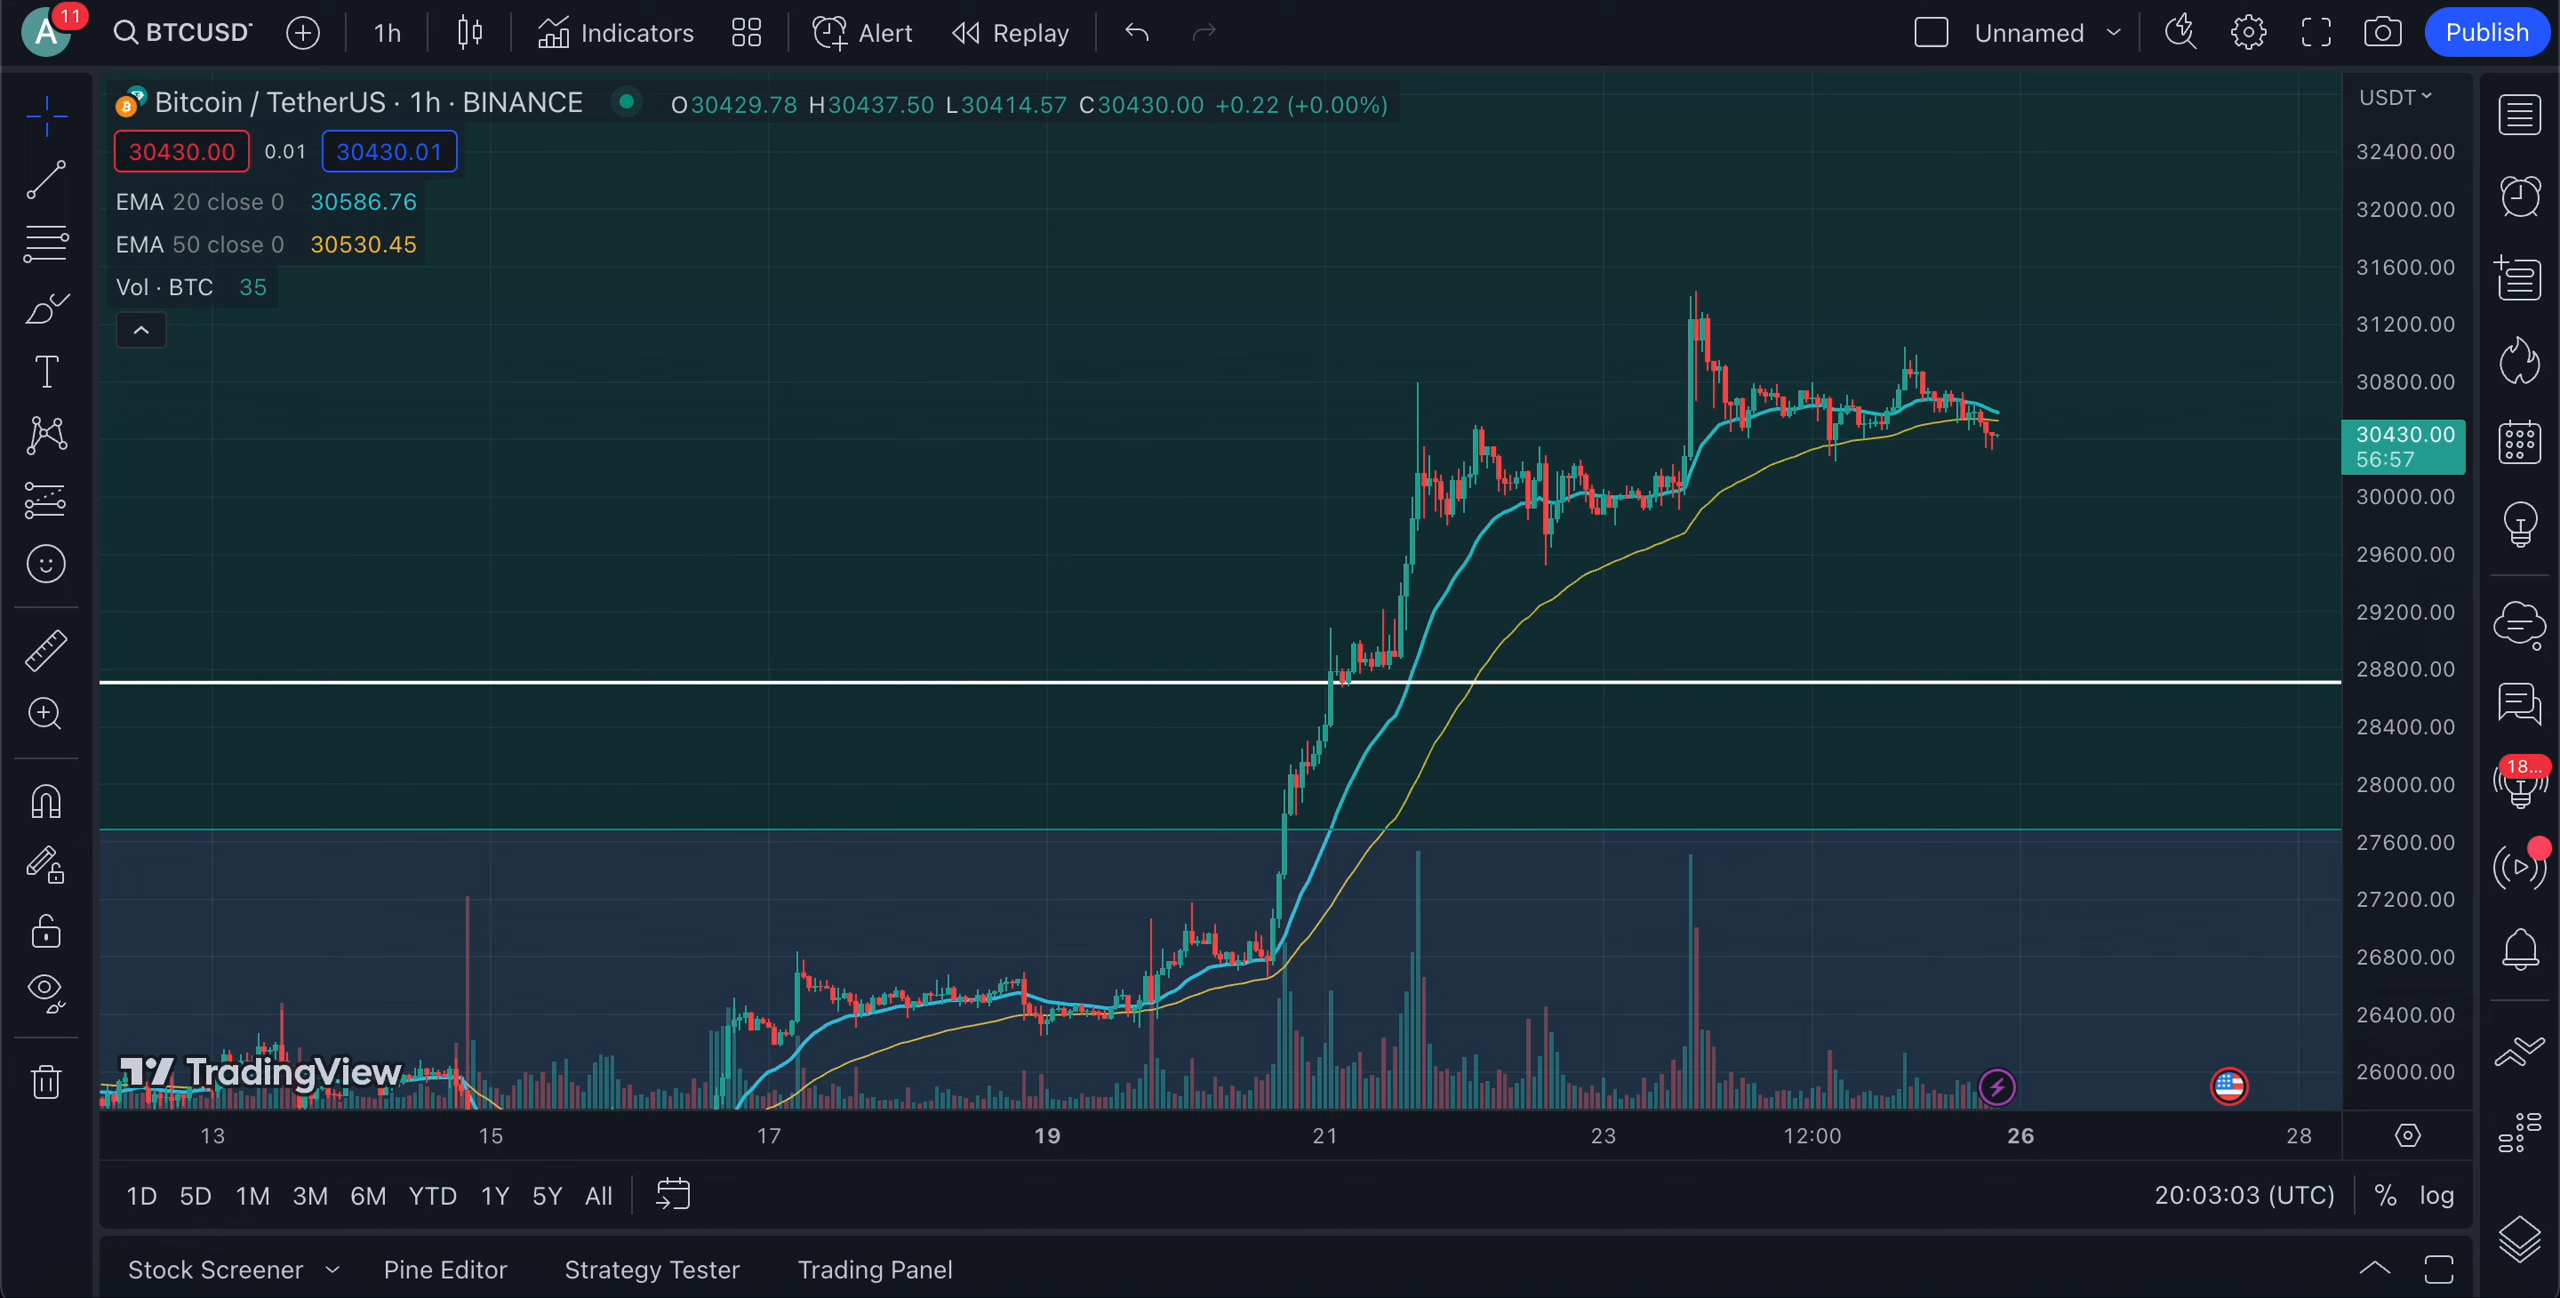 A 11 BTCUSD 1h Indicators Alert Replay Unnamed Publish
Bitcoin / TetherUS · 1h · BINANCE O30429.78 H30437.50 L30414.57 C30430.00 +0.22 (+0.00%)
USDT
30430.00 0.01 30430.01
EMA 20 close 0 30586.76
EMA 50 close 0 30530.45
Vol · BTC 35
32400.00
32000.00
31600.00
31200.00
30800.00
30430.00
56:57
30000.00
29600.00
29200.00
28800.00
28400.00
28000.00
27600.00
27200.00
26800.00
26400.00
26000.00
18...
TradingView
13 15 17 19 21 23 12:00 26 28
1D 5D 1M 3M 6M YTD 1Y 5Y All 20:03:03 (UTC) % log
Stock Screener Pine Editor Strategy Tester Trading Panel